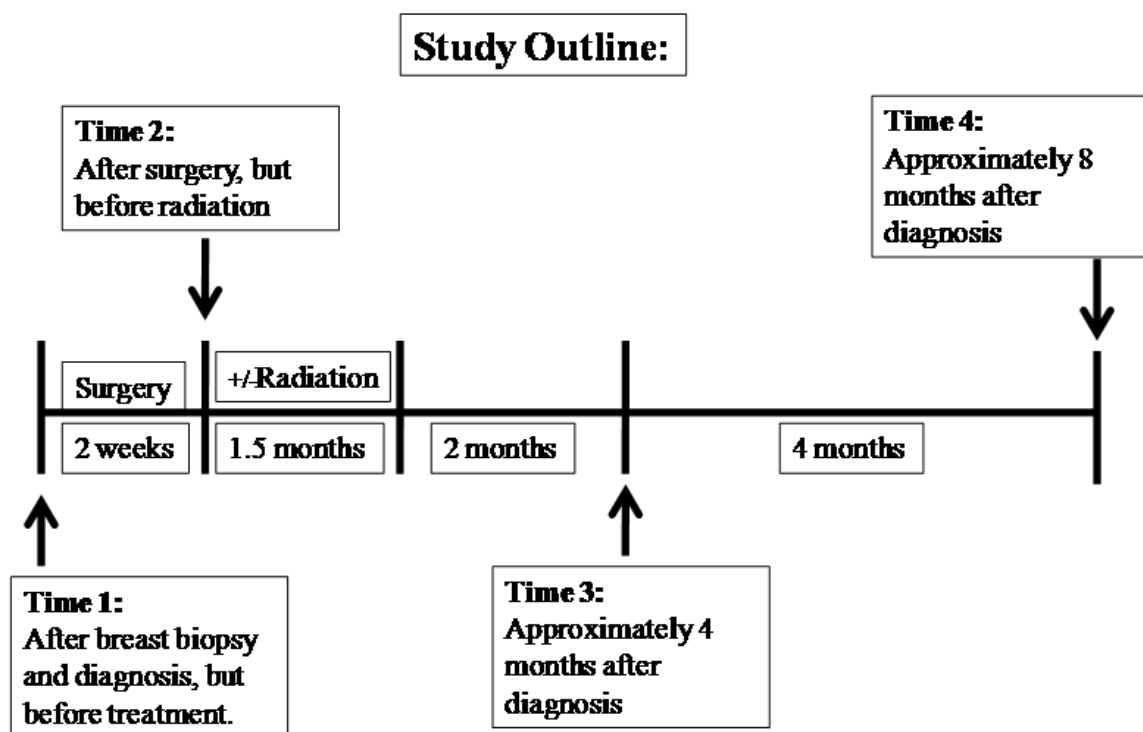 Study Outline:
Time 2:
After surgery, but
before radiation
Time 4:
Approximately 8
months after
diagnosis
Surgery
+/-Radiation
2 weeks
1.5 months
2 months
4 months
Time 1:
After breast biopsy
and diagnosis, but
before treatment.
Time 3:
Approximately 4
months after
diagnosis